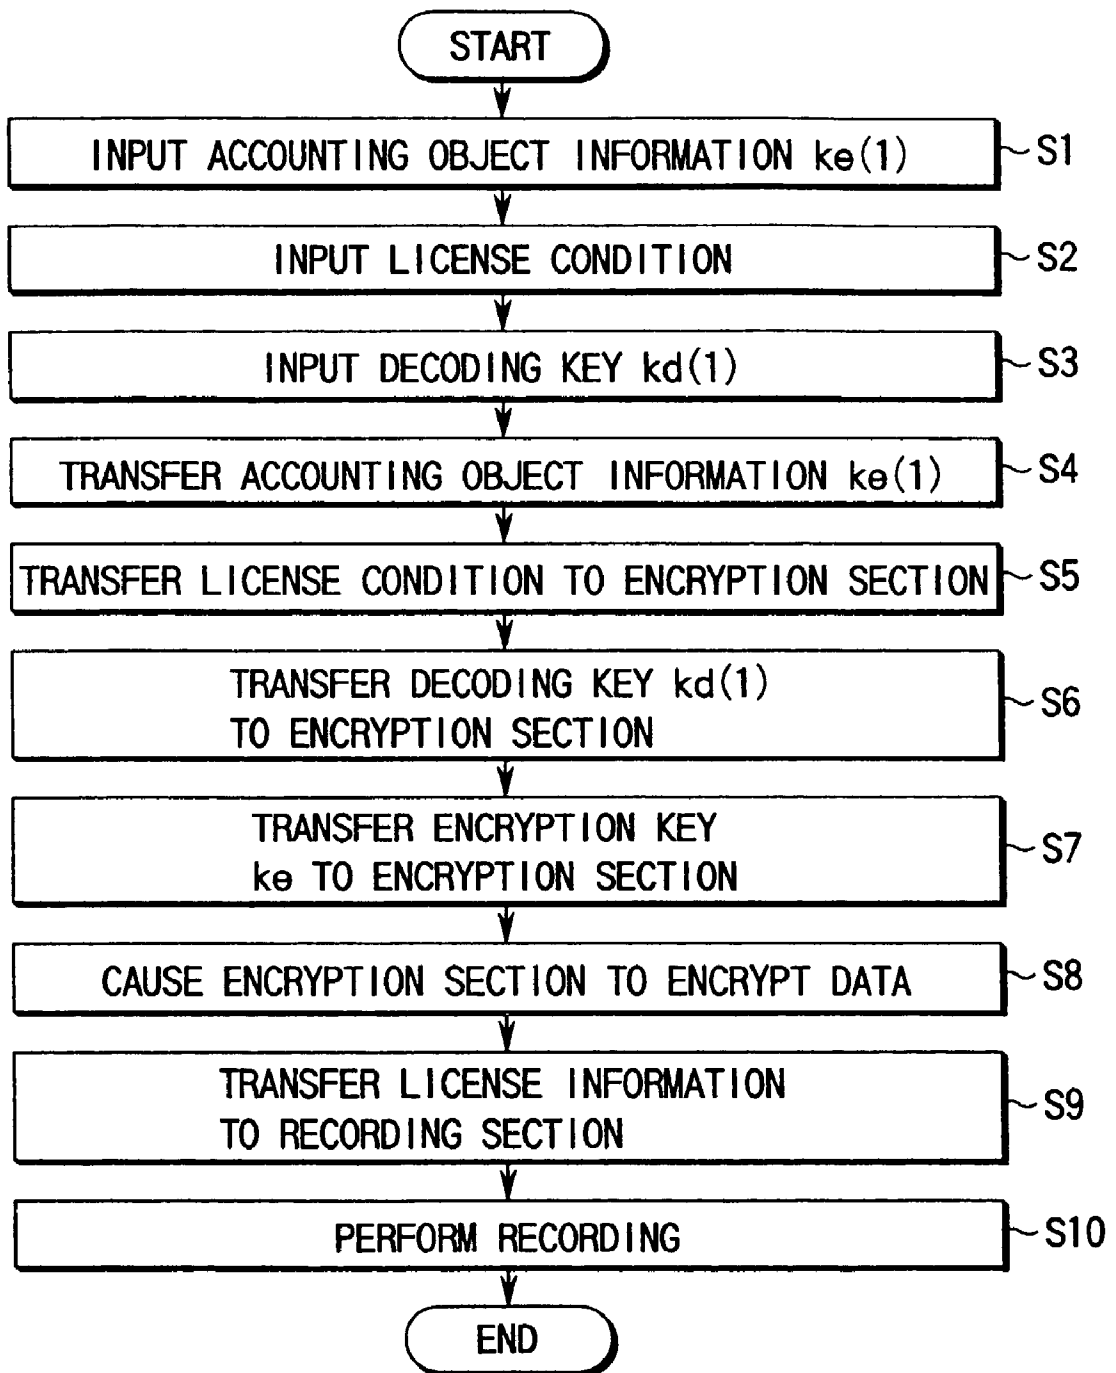 START
INPUT ACCOUNTING OBJECT INFORMATION ke(1)
S1
INPUT LICENSE CONDITION
S2
INPUT DECODING KEY kd(1)
S3
TRANSFER ACCOUNTING OBJECT INFORMATION ke(1)
S4
TRANSFER LICENSE CONDITION TO ENCRYPTION SECTION
S5
TRANSFER DECODING KEY kd(1)
TO ENCRYPTION SECTION
S6
TRANSFER ENCRYPTION KEY
ke TO ENCRYPTION SECTION
S7
CAUSE ENCRYPTION SECTION TO ENCRYPT DATA
S8
TRANSFER LICENSE INFORMATION
TO RECORDING SECTION
S9
PERFORM RECORDING
S10
END